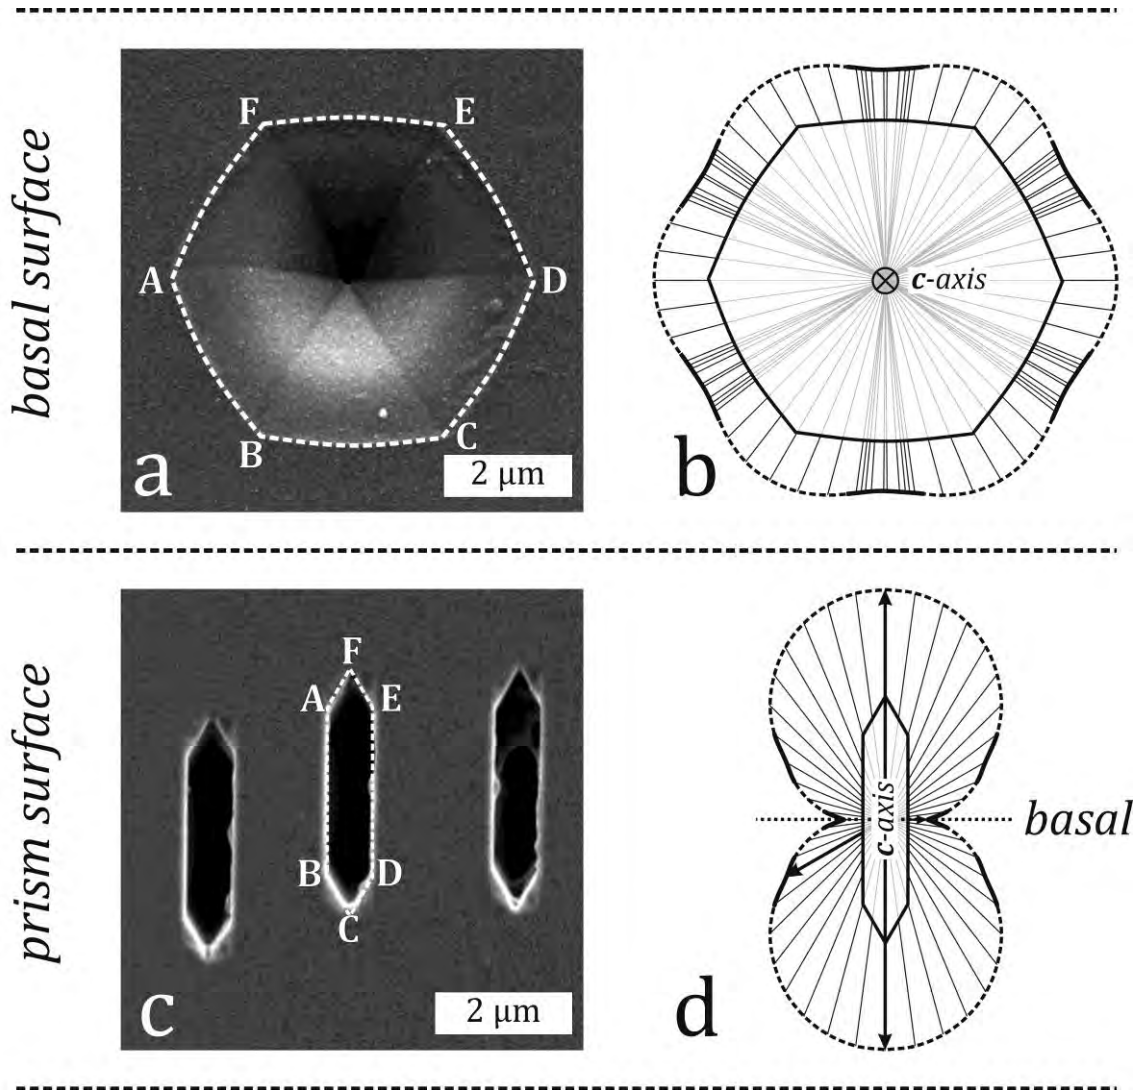 basal surface
F
E
A
D
B
C
a
2 μm
c-axis
b
prism surface
F
A
E
B
D
C
c
2 μm
c-axis
basal
d